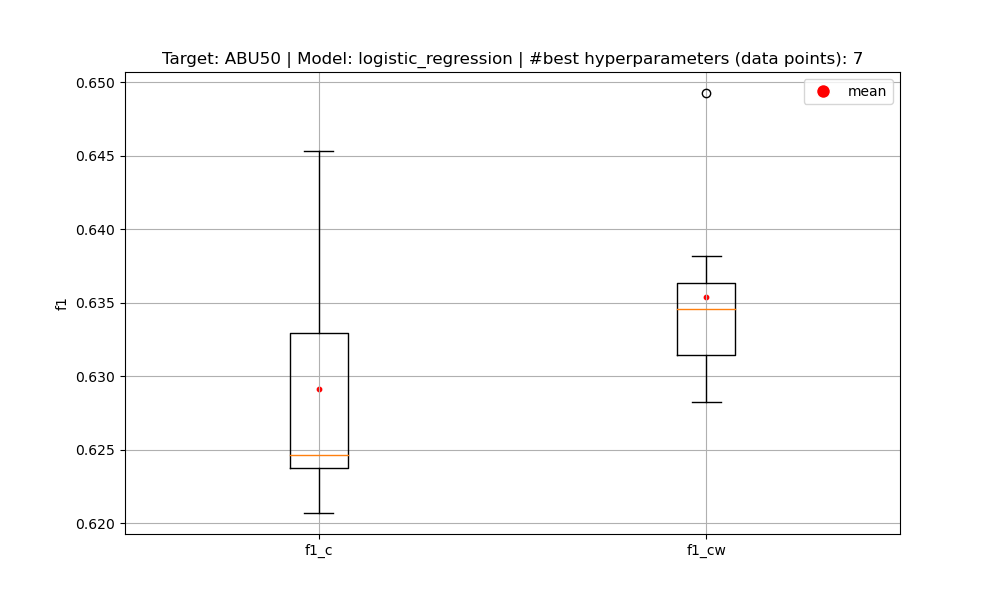 Target: ABU50 | Model: logistic_regression | #best hyperparameters (data points): 7
mean
f1
0.650
0.645
0.640
0.635
0.630
0.625
0.620
f1_c
f1_cw